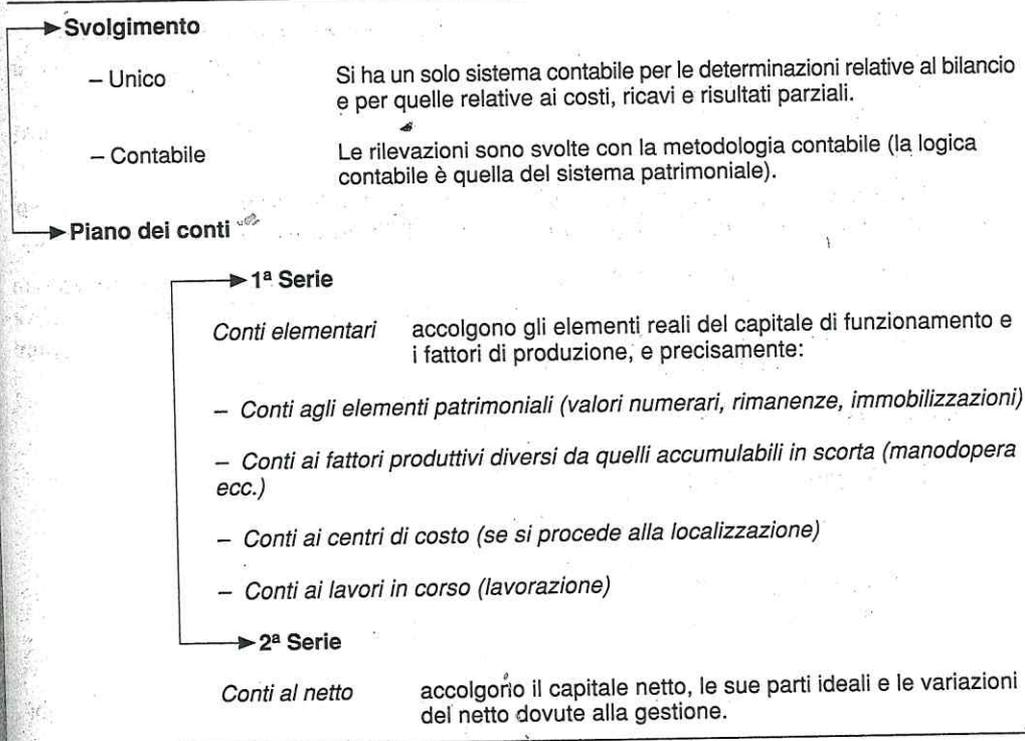 Svolgimento
– Unico Si ha un solo sistema contabile per le determinazioni relative al bilancio
e per quelle relative ai costi, ricavi e risultati parziali.
– Contabile Le rilevazioni sono svolte con la metodologia contabile (la logica
contabile è quella del sistema patrimoniale).
Piano dei conti
1ª Serie
Conti elementari accolgono gli elementi reali del capitale di funzionamento e
i fattori di produzione, e precisamente:
– Conti agli elementi patrimoniali (valori numerari, rimanenze, immobilizzazioni)
– Conti ai fattori produttivi diversi da quelli accumulabili in scorta (manodopera
ecc.)
– Conti ai centri di costo (se si procede alla localizzazione)
– Conti ai lavori in corso (lavorazione)
2ª Serie
Conti al netto accolgono il capitale netto, le sue parti ideali e le variazioni
del netto dovute alla gestione.